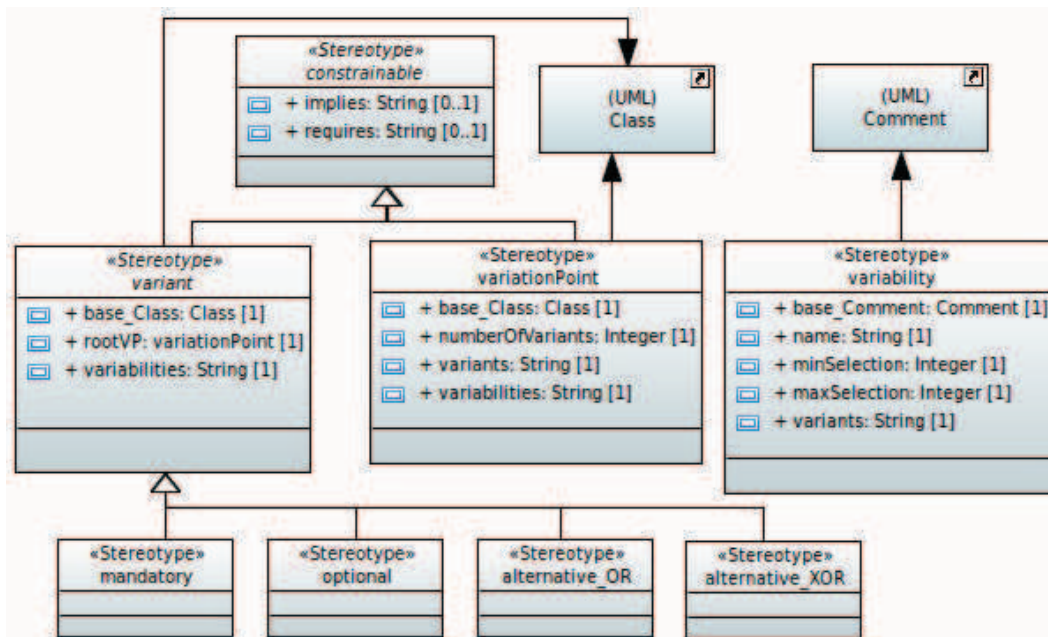 «Stereotype»
constrainable
+ implies: String [0..1]
+ requires: String [0..1]
(UML)
Class
(UML)
Comment
«Stereotype»
variant
+ base_Class: Class [1]
+ rootVP: variationPoint [1]
+ variabilities: String [1]
«Stereotype»
variationPoint
+ base_Class: Class [1]
+ numberOfVariants: Integer [1]
+ variants: String [1]
+ variabilities: String [1]
«Stereotype»
variability
+ base_Comment: Comment [1]
+ name: String [1]
+ minSelection: Integer [1]
+ maxSelection: Integer [1]
+ variants: String [1]
«Stereotype»
mandatory
«Stereotype»
optional
«Stereotype»
alternative_OR
«Stereotype»
alternative_XOR